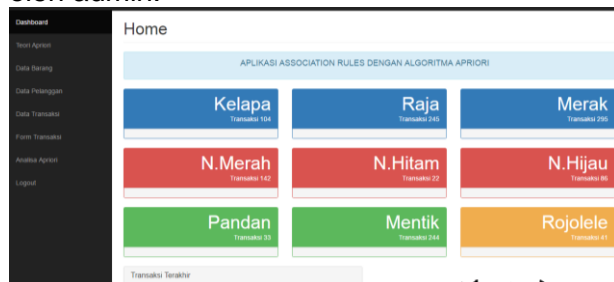 oleh admin.
Dashboard
Teori Apriori
Data Barang
Data Pelanggan
Data Transaksi
Form Transaksi
Analisa Apriori
Logout
Home
APLIKASI ASSOCIATION RULES DENGAN ALGORITMA APRIORI
Kelapa
Transaksi 104
Raja
Transaksi 245
Merak
Transaksi 295
N.Merah
Transaksi 142
N.Hitam
Transaksi 22
N.Hijau
Transaksi 86
Pandan
Transaksi 33
Mentik
Transaksi 244
Rojolele
Transaksi 41
Transaksi Terakhir